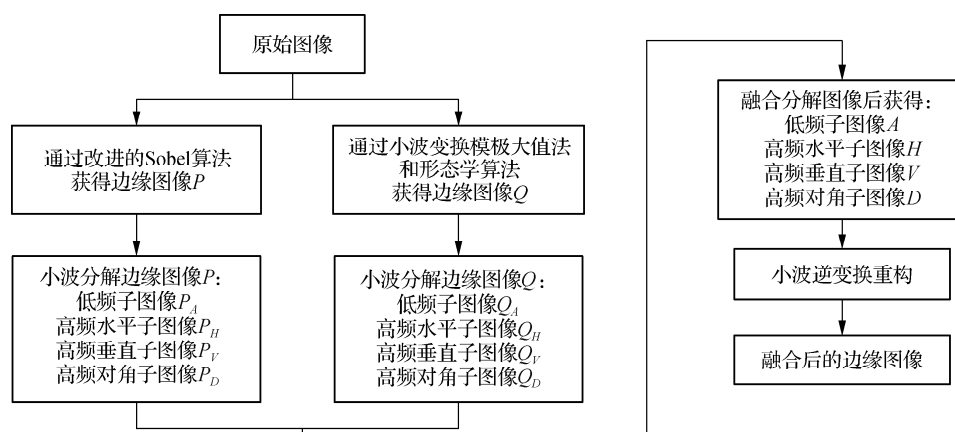 原始图像
通过改进的Sobel算法
获得边缘图像P
通过小波变换模极大值法
和形态学算法
获得边缘图像Q
小波分解边缘图像P：
低频子图像P_A
高频水平子图像P_H
高频垂直子图像P_V
高频对角子图像P_D
小波分解边缘图像Q：
低频子图像Q_A
高频水平子图像Q_H
高频垂直子图像Q_V
高频对角子图像Q_D
融合分解图像后获得：
低频子图像A
高频水平子图像H
高频垂直子图像V
高频对角子图像D
小波逆变换重构
融合后的边缘图像